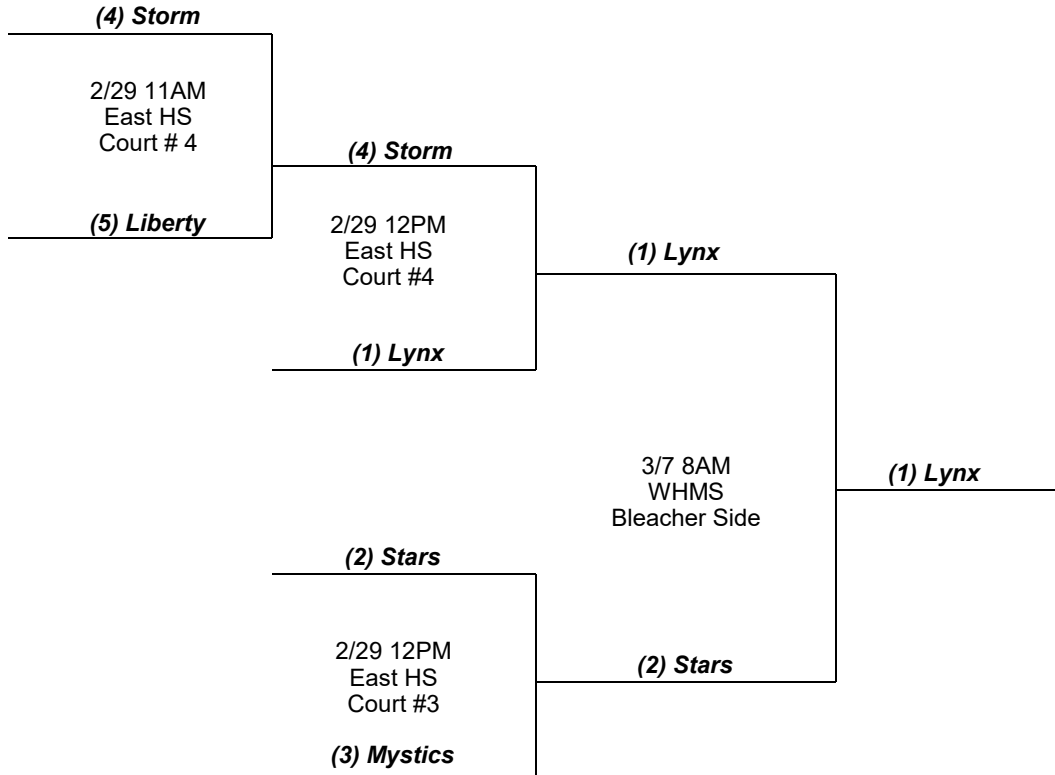 (4) Storm
2/29 11AM
East HS
Court # 4
(5) Liberty
(4) Storm
2/29 12PM
East HS
Court #4
(1) Lynx
(1) Lynx
3/7 8AM
WHMS
Bleacher Side
(1) Lynx
(2) Stars
2/29 12PM
East HS
Court #3
(3) Mystics
(2) Stars